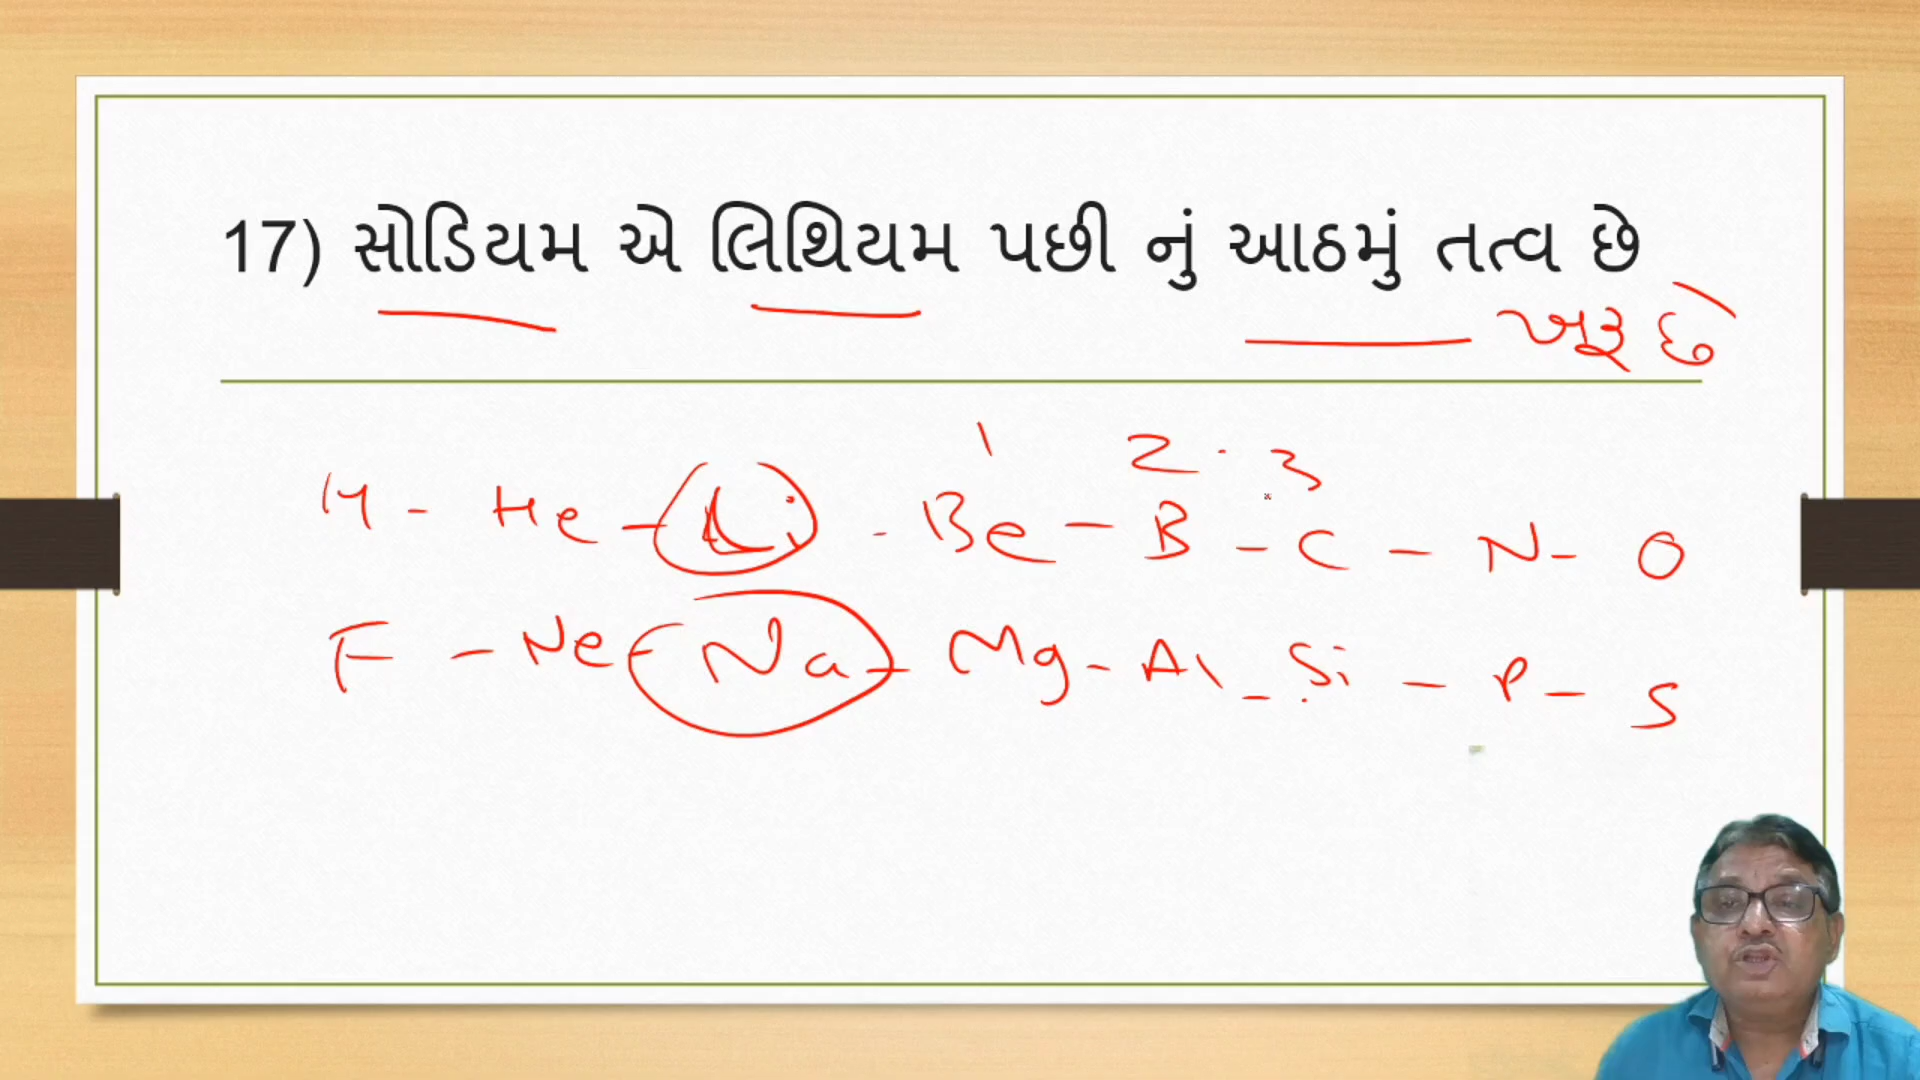 17) સોડિયમ એ લિથિયમ પછી નું આઠમું તત્વ છે
ખરૂ છે
1 2 . 3
H - He - Li - Be - B - C - N - O
F - Ne - Na - Mg - Al - Si - P - S